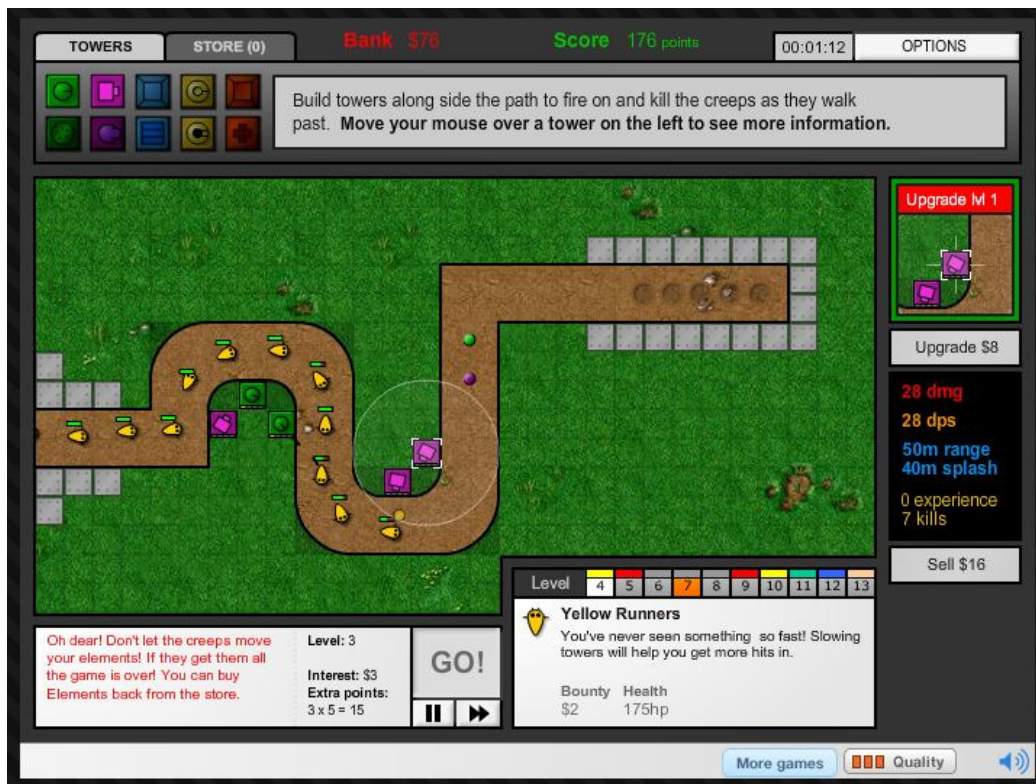 TOWERS
STORE (0)
Bank $76
Score 176 points
00:01:12
OPTIONS
Build towers along side the path to fire on and kill the creeps as they walk
past. Move your mouse over a tower on the left to see more information.
Upgrade lvl 1
Upgrade $8
28 dmg
28 dps
50m range
40m splash
0 experience
7 kills
Sell $16
Level 4 5 6 7 8 9 10 11 12 13
Yellow Runners
You've never seen something so fast! Slowing
towers will help you get more hits in.
Bounty Health
$2 175hp
Oh dear! Don't let the creeps move
your elements! If they get them all
the game is over! You can buy
Elements back from the store.
Level: 3
Interest: $3
Extra points:
3 x 5 = 15
GO!
More games
Quality